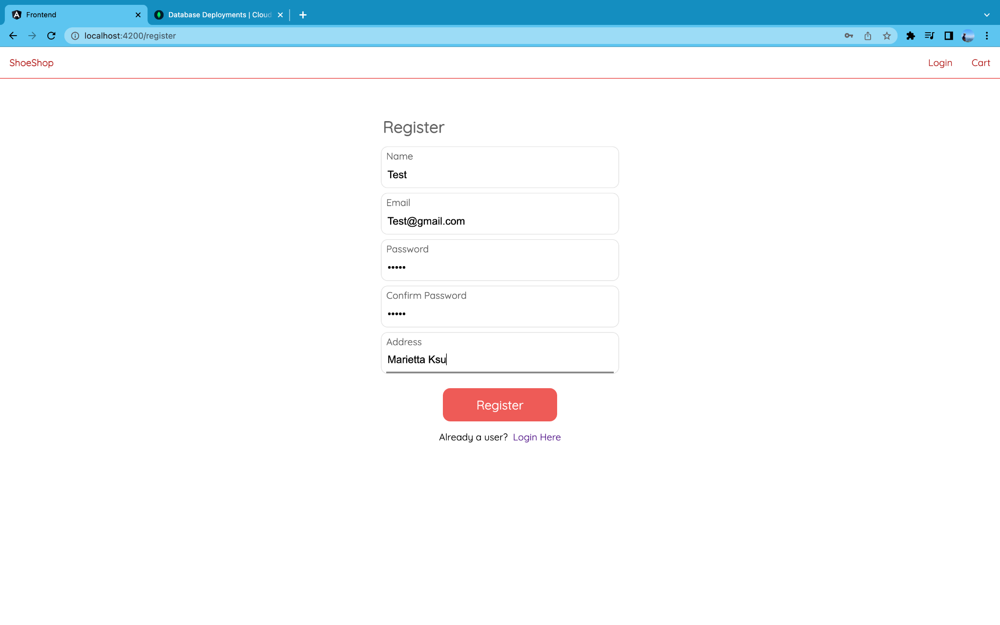 Frontend
Database Deployments | Cloud
localhost:4200/register
ShoeShop
Login
Cart
Register
Name
Test
Email
Test@gmail.com
Password
•••••
Confirm Password
•••••
Address
Marietta Ksu
Register
Already a user? Login Here